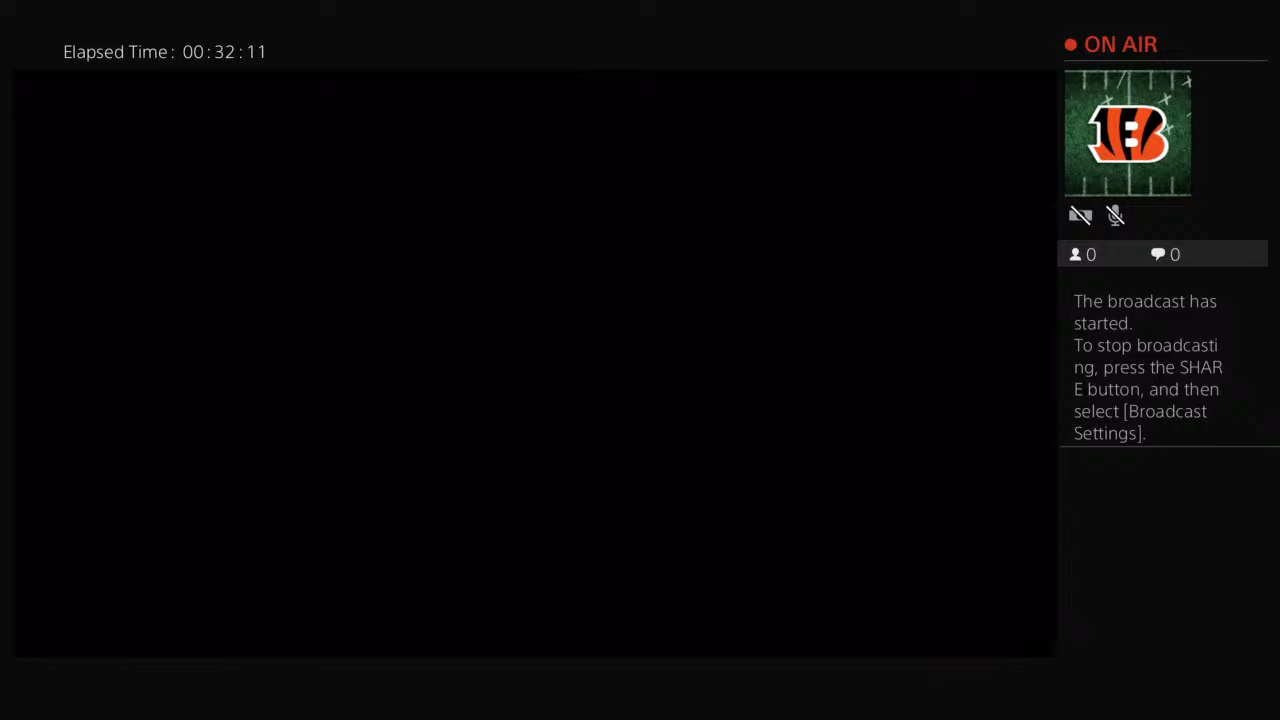 Elapsed Time: 00:32:11
ON AIR
B
0 0
The broadcast has
started.
To stop broadcasti
ng, press the SHAR
E button, and then
select [Broadcast
Settings].